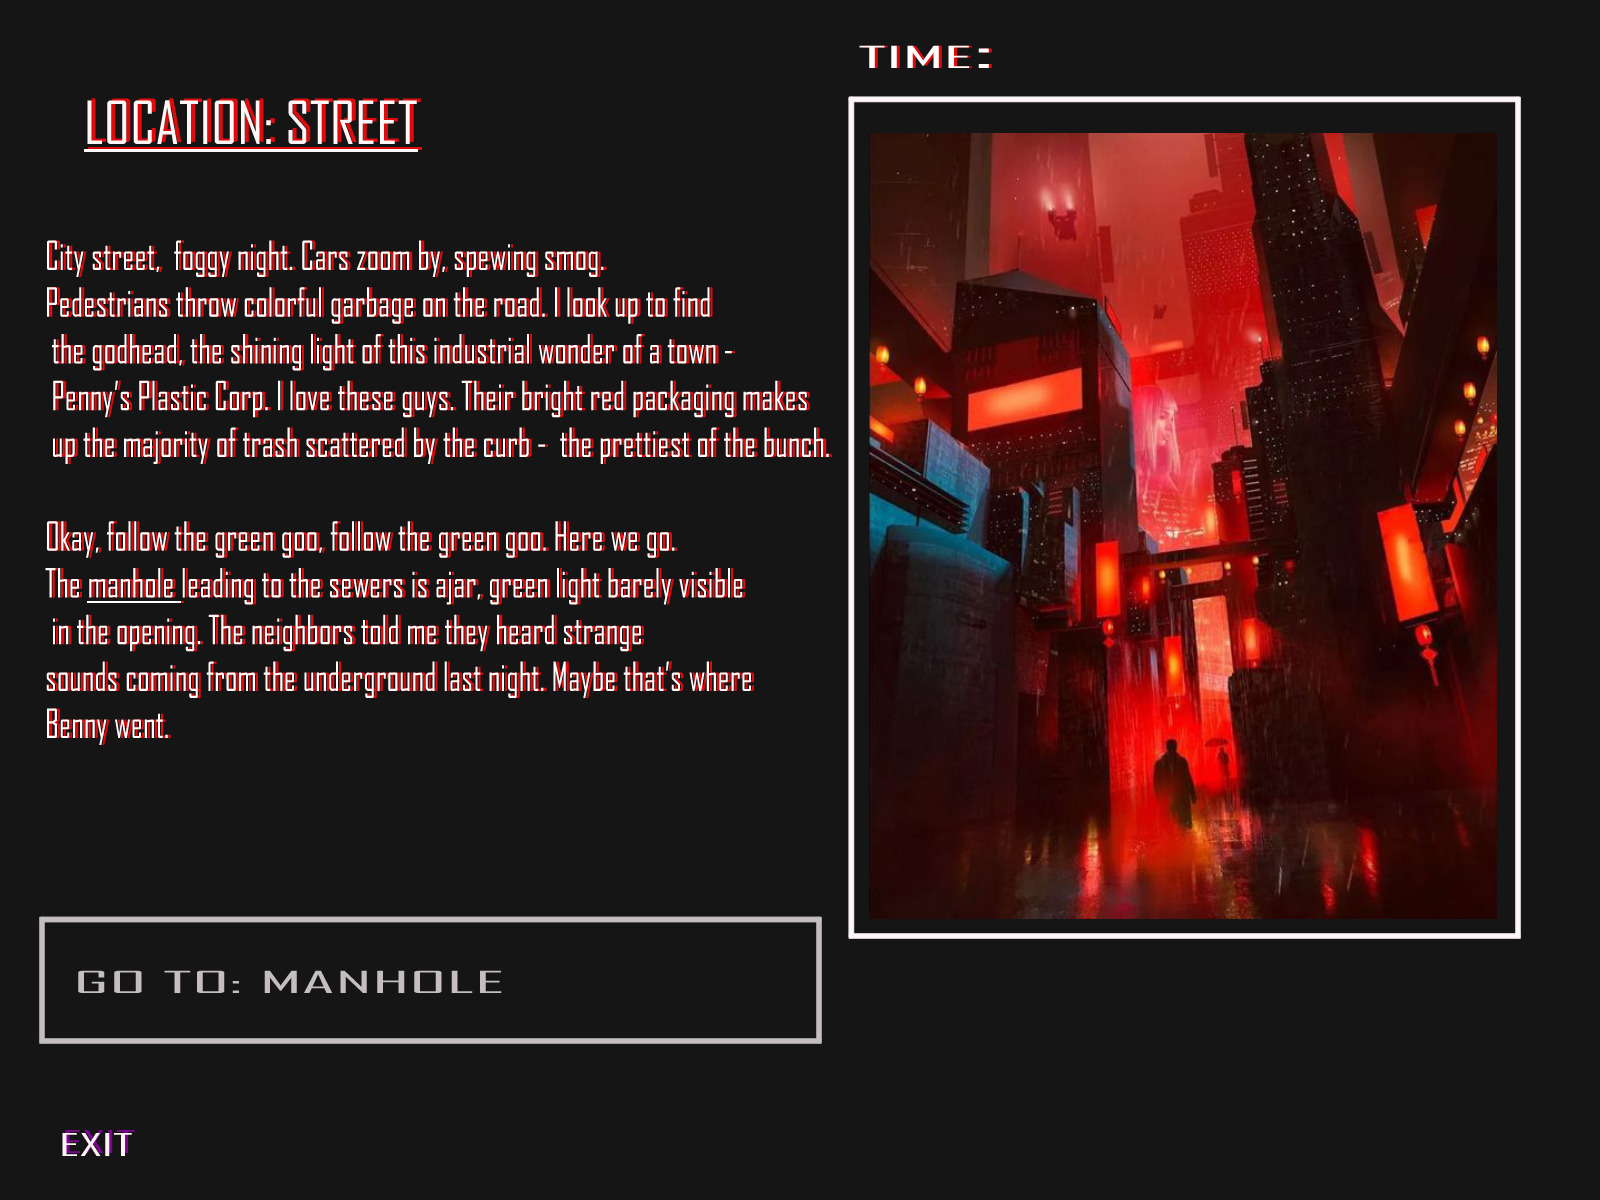 TIME:
LOCATION: STREET
City street, foggy night. Cars zoom by, spewing smog.
Pedestrians throw colorful garbage on the road. I look up to find
the godhead, the shining light of this industrial wonder of a town -
Penny's Plastic Corp. I love these guys. Their bright red packaging makes
up the majority of trash scattered by the curb - the prettiest of the bunch.
Okay, follow the green goo, follow the green goo. Here we go.
The manhole leading to the sewers is ajar, green light barely visible
in the opening. The neighbors told me they heard strange
sounds coming from the underground last night. Maybe that's where
Benny went.
GO TO: MANHOLE
EXIT